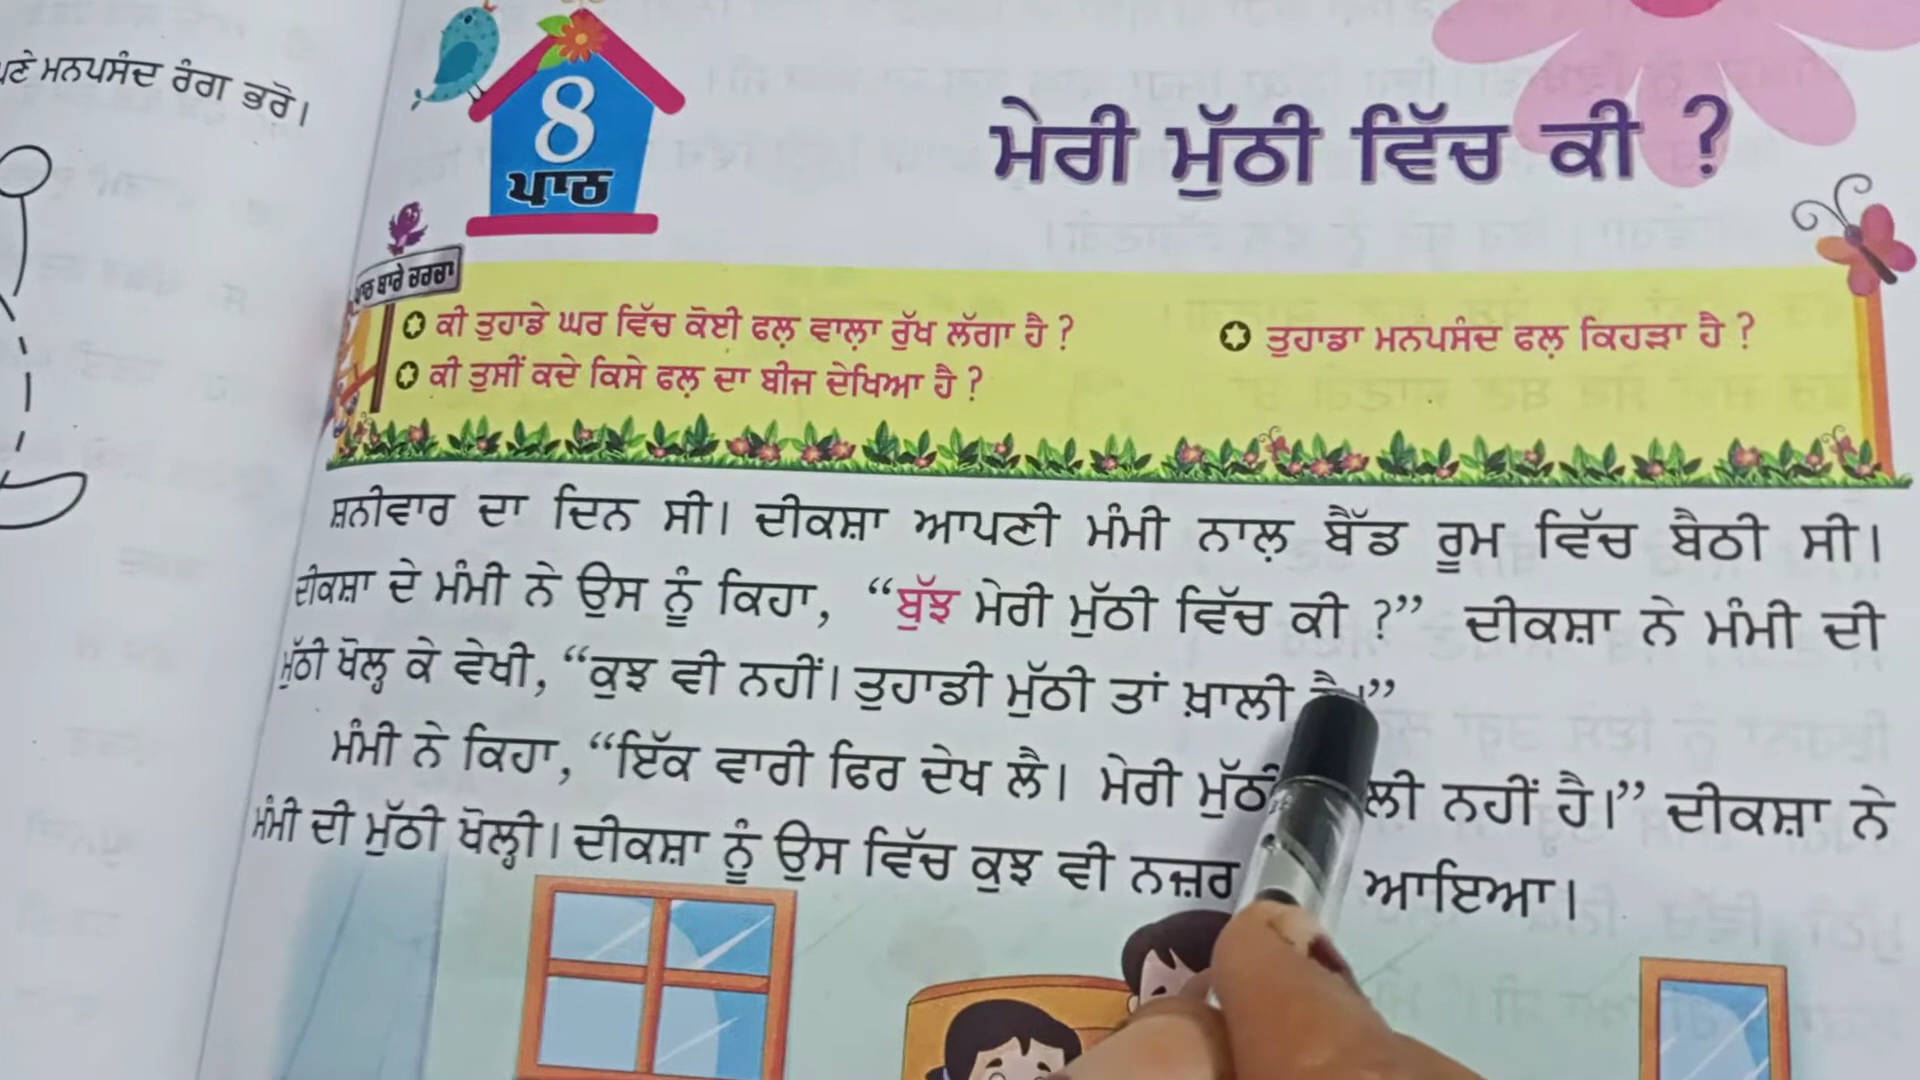 ਮਨਪਸੰਦ ਰੰਗ ਭਰੋ।
8
ਪਾਠ
ਮੇਰੀ ਮੁੱਠੀ ਵਿੱਚ ਕੀ ?
ਪਾਠ ਬਾਰੇ ਚਰਚਾ
ਕੀ ਤੁਹਾਡੇ ਘਰ ਵਿੱਚ ਕੋਈ ਫਲ਼ ਵਾਲ਼ਾ ਰੁੱਖ ਲੱਗਾ ਹੈ ?
ਤੁਹਾਡਾ ਮਨਪਸੰਦ ਫਲ਼ ਕਿਹੜਾ ਹੈ ?
ਕੀ ਤੁਸੀਂ ਕਦੇ ਕਿਸੇ ਫਲ਼ ਦਾ ਬੀਜ ਦੇਖਿਆ ਹੈ ?
ਸ਼ਨੀਵਾਰ ਦਾ ਦਿਨ ਸੀ। ਦੀਕਸ਼ਾ ਆਪਣੀ ਮੰਮੀ ਨਾਲ਼ ਬੈੱਡ ਰੂਮ ਵਿੱਚ ਬੈਠੀ ਸੀ।
ਦੀਕਸ਼ਾ ਦੇ ਮੰਮੀ ਨੇ ਉਸ ਨੂੰ ਕਿਹਾ, “ਬੁੱਝ ਮੇਰੀ ਮੁੱਠੀ ਵਿੱਚ ਕੀ ?” ਦੀਕਸ਼ਾ ਨੇ ਮੰਮੀ ਦੀ
ਮੁੱਠੀ ਖੋਲ੍ਹ ਕੇ ਵੇਖੀ, “ਕੁਝ ਵੀ ਨਹੀਂ। ਤੁਹਾਡੀ ਮੁੱਠੀ ਤਾਂ ਖ਼ਾਲੀ ਹੈ।”
ਮੰਮੀ ਨੇ ਕਿਹਾ, “ਇੱਕ ਵਾਰੀ ਫਿਰ ਦੇਖ ਲੈ। ਮੇਰੀ ਮੁੱਠੀ ਨਹੀਂ ਹੈ।” ਦੀਕਸ਼ਾ ਨੇ
ਮੰਮੀ ਦੀ ਮੁੱਠੀ ਖੋਲ੍ਹੀ। ਦੀਕਸ਼ਾ ਨੂੰ ਉਸ ਵਿੱਚ ਕੁਝ ਵੀ ਨਜ਼ਰ ਆਇਆ।